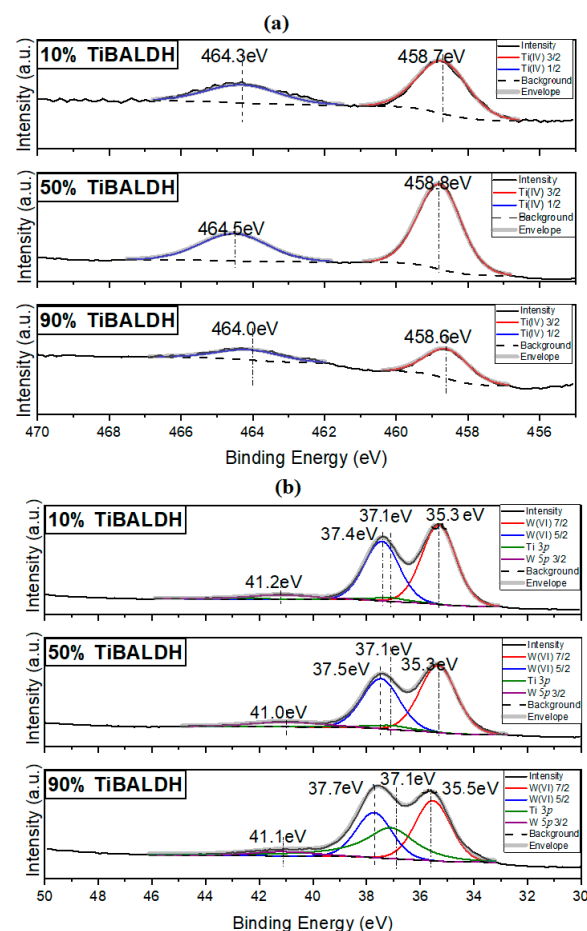 (a)
10% TiBALDH
464.3eV
458.7eV
Intensity
Ti(IV) 3/2
Ti(IV) 1/2
Background
Envelope
Intensity (a.u.)
50% TiBALDH
464.5eV
458.8eV
Intensity
Ti(IV) 3/2
Ti(IV) 1/2
Background
Envelope
Intensity (a.u.)
90% TiBALDH
464.0eV
458.6eV
Intensity
Ti(IV) 3/2
Ti(IV) 1/2
Background
Envelope
Intensity (a.u.)
470 468 466 464 462 460 458 456
Binding Energy (eV)
(b)
10% TiBALDH
37.1eV
35.3 eV
37.4eV
41.2eV
Intensity
W(VI) 7/2
W(VI) 5/2
Ti 3p
W 5p 3/2
Background
Envelope
Intensity (a.u.)
50% TiBALDH
37.1eV
37.5eV
35.3eV
41.0eV
Intensity
W(VI) 7/2
W(VI) 5/2
Ti 3p
W 5p3/2
Background
Envelope
Intensity (a.u.)
90% TiBALDH
37.1eV
37.7eV
35.5eV
41.1eV
Intensity
W(VI) 7/2
W(VI) 5/2
Ti 3p
W 5p3/2
Background
Envelope
Intensity (a.u.)
50 48 46 44 42 40 38 36 34 32 30
Binding Energy (eV)